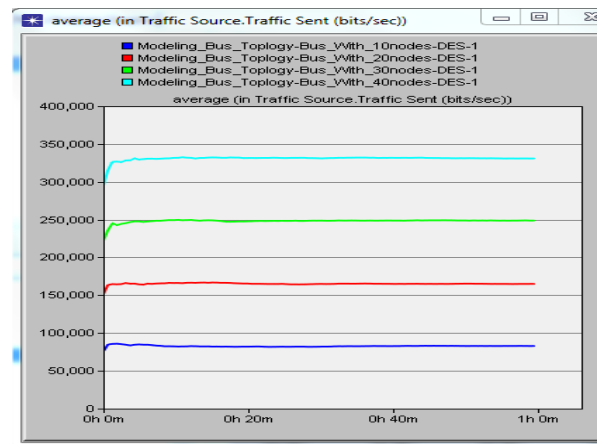 average (in Traffic Source.Traffic Sent (bits/sec))
Modeling_Bus_Toplogy-Bus_With_10nodes-DES-1
Modeling_Bus_Toplogy-Bus_With_20nodes-DES-1
Modeling_Bus_Toplogy-Bus_With_30nodes-DES-1
Modeling_Bus_Toplogy-Bus_With_40nodes-DES-1
average (in Traffic Source.Traffic Sent (bits/sec))
400,000
350,000
300,000
250,000
200,000
150,000
100,000
50,000
0
0h 0m 0h 20m 0h 40m 1h 0m